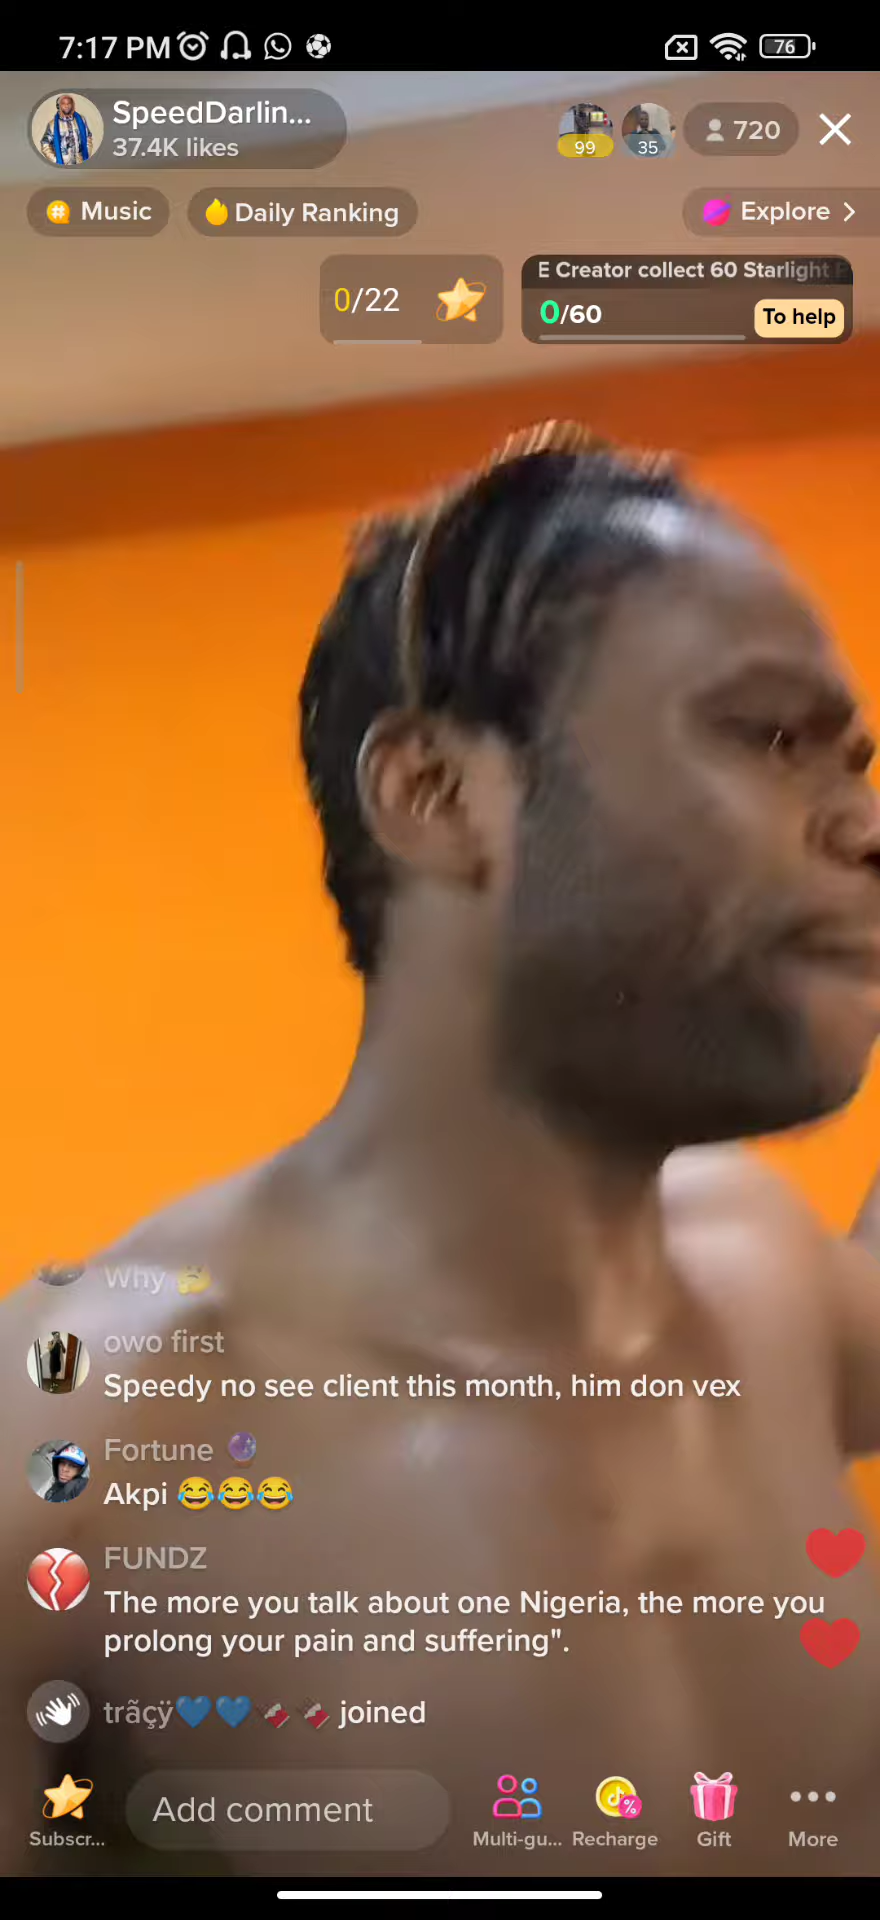 7:17 PM
76
SpeedDarlin...
37.4K likes
99
35
720
Music
Daily Ranking
Explore
0/22
E Creator collect 60 Starlight
0/60
To help
Why 🤔
owo first
Speedy no see client this month, him don vex
Fortune 🔮
Akpi 😂😂😂
FUNDZ
The more you talk about one Nigeria, the more you
prolong your pain and suffering".
trãçÿ💙💙🍫🍫 joined
Subscr...
Add comment
Multi-gu...
Recharge
Gift
More